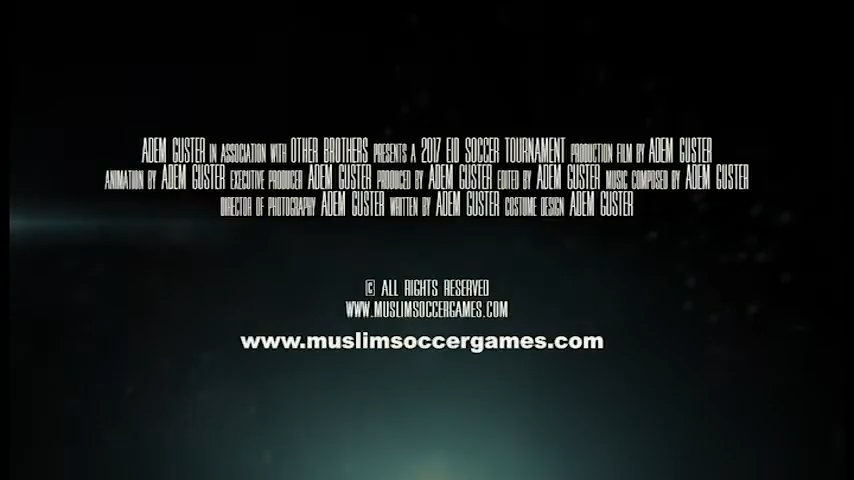 ADEM GUSTER IN ASSOCIATION WITH OTHER BROTHERS PRESENTS A 2017 EID SOCCER TOURNAMENT PRODUCTION FILM BY ADEM GUSTER
ANIMATION BY ADEM GUSTER EXECUTIVE PRODUCER ADEM GUSTER PRODUCED BY ADEM GUSTER EDITED BY ADEM GUSTER MUSIC COMPOSED BY ADEM GUSTER
DIRECTOR OF PHOTOGRAPHY ADEM GUSTER WRITTEN BY ADEM GUSTER COSTUME DESIGN ADEM GUSTER
© ALL RIGHTS RESERVED
WWW.MUSLIMSOCCERGAMES.COM
www.muslimsoccergames.com